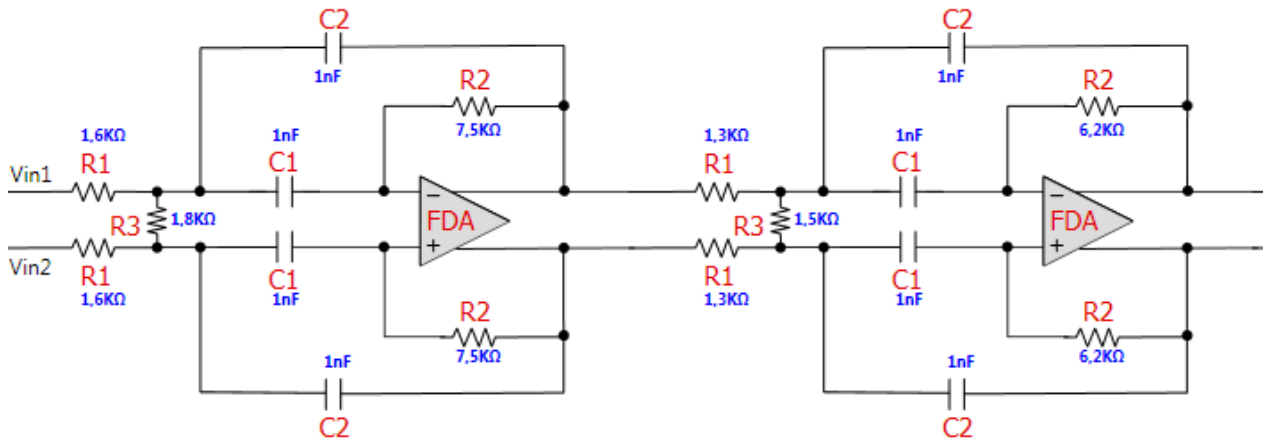 C2
1nF
R2
7,5KΩ
1,6KΩ
R1
1nF
C1
Vin1
R3
1,8KΩ
FDA
−
+
Vin2
R1
1,6KΩ
C1
1nF
R2
7,5KΩ
1nF
C2
C2
1nF
R2
6,2KΩ
1,3KΩ
R1
1nF
C1
R3
1,5KΩ
FDA
−
+
R1
1,3KΩ
C1
1nF
R2
6,2KΩ
1nF
C2